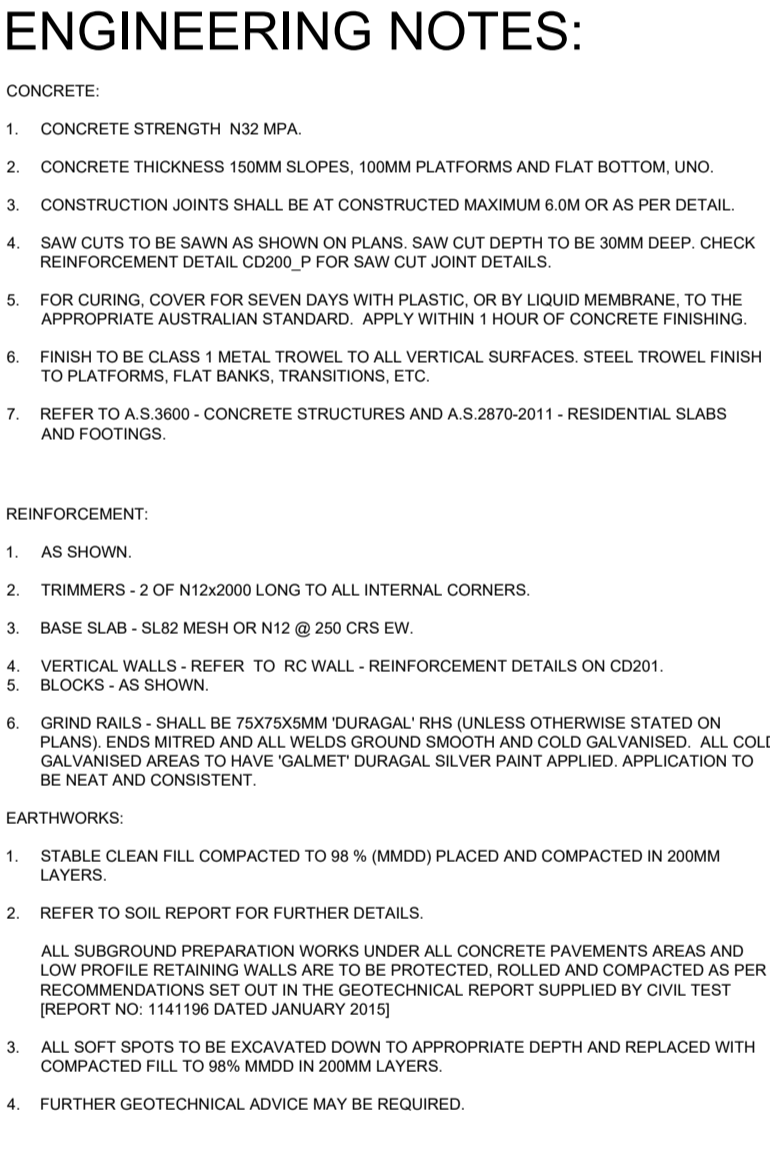 ENGINEERING NOTES:
CONCRETE:
1. CONCRETE STRENGTH N32 MPA.
2. CONCRETE THICKNESS 150MM SLOPES, 100MM PLATFORMS AND FLAT BOTTOM, UNO.
3. CONSTRUCTION JOINTS SHALL BE AT CONSTRUCTED MAXIMUM 6.0M OR AS PER DETAIL.
4. SAW CUTS TO BE SAWN AS SHOWN ON PLANS. SAW CUT DEPTH TO BE 30MM DEEP. CHECK
REINFORCEMENT DETAIL CD200_P FOR SAW CUT JOINT DETAILS.
5. FOR CURING, COVER FOR SEVEN DAYS WITH PLASTIC, OR BY LIQUID MEMBRANE, TO THE
APPROPRIATE AUSTRALIAN STANDARD. APPLY WITHIN 1 HOUR OF CONCRETE FINISHING.
6. FINISH TO BE CLASS 1 METAL TROWEL TO ALL VERTICAL SURFACES. STEEL TROWEL FINISH
TO PLATFORMS, FLAT BANKS, TRANSITIONS, ETC.
7. REFER TO A.S.3600 - CONCRETE STRUCTURES AND A.S.2870-2011 - RESIDENTIAL SLABS
AND FOOTINGS.
REINFORCEMENT:
1. AS SHOWN.
2. TRIMMERS - 2 OF N12x2000 LONG TO ALL INTERNAL CORNERS.
3. BASE SLAB - SL82 MESH OR N12 @ 250 CRS EW.
4. VERTICAL WALLS - REFER TO RC WALL - REINFORCEMENT DETAILS ON CD201.
5. BLOCKS - AS SHOWN.
6. GRIND RAILS - SHALL BE 75X75X5MM 'DURAGAL' RHS (UNLESS OTHERWISE STATED ON
PLANS). ENDS MITRED AND ALL WELDS GROUND SMOOTH AND COLD GALVANISED. ALL COLD
GALVANISED AREAS TO HAVE 'GALMET' DURAGAL SILVER PAINT APPLIED. APPLICATION TO
BE NEAT AND CONSISTENT.
EARTHWORKS:
1. STABLE CLEAN FILL COMPACTED TO 98 % (MMDD) PLACED AND COMPACTED IN 200MM
LAYERS.
2. REFER TO SOIL REPORT FOR FURTHER DETAILS.
ALL SUBGROUND PREPARATION WORKS UNDER ALL CONCRETE PAVEMENTS AREAS AND
LOW PROFILE RETAINING WALLS ARE TO BE PROTECTED, ROLLED AND COMPACTED AS PER
RECOMMENDATIONS SET OUT IN THE GEOTECHNICAL REPORT SUPPLIED BY CIVIL TEST
[REPORT NO: 1141196 DATED JANUARY 2015]
3. ALL SOFT SPOTS TO BE EXCAVATED DOWN TO APPROPRIATE DEPTH AND REPLACED WITH
COMPACTED FILL TO 98% MMDD IN 200MM LAYERS.
4. FURTHER GEOTECHNICAL ADVICE MAY BE REQUIRED.